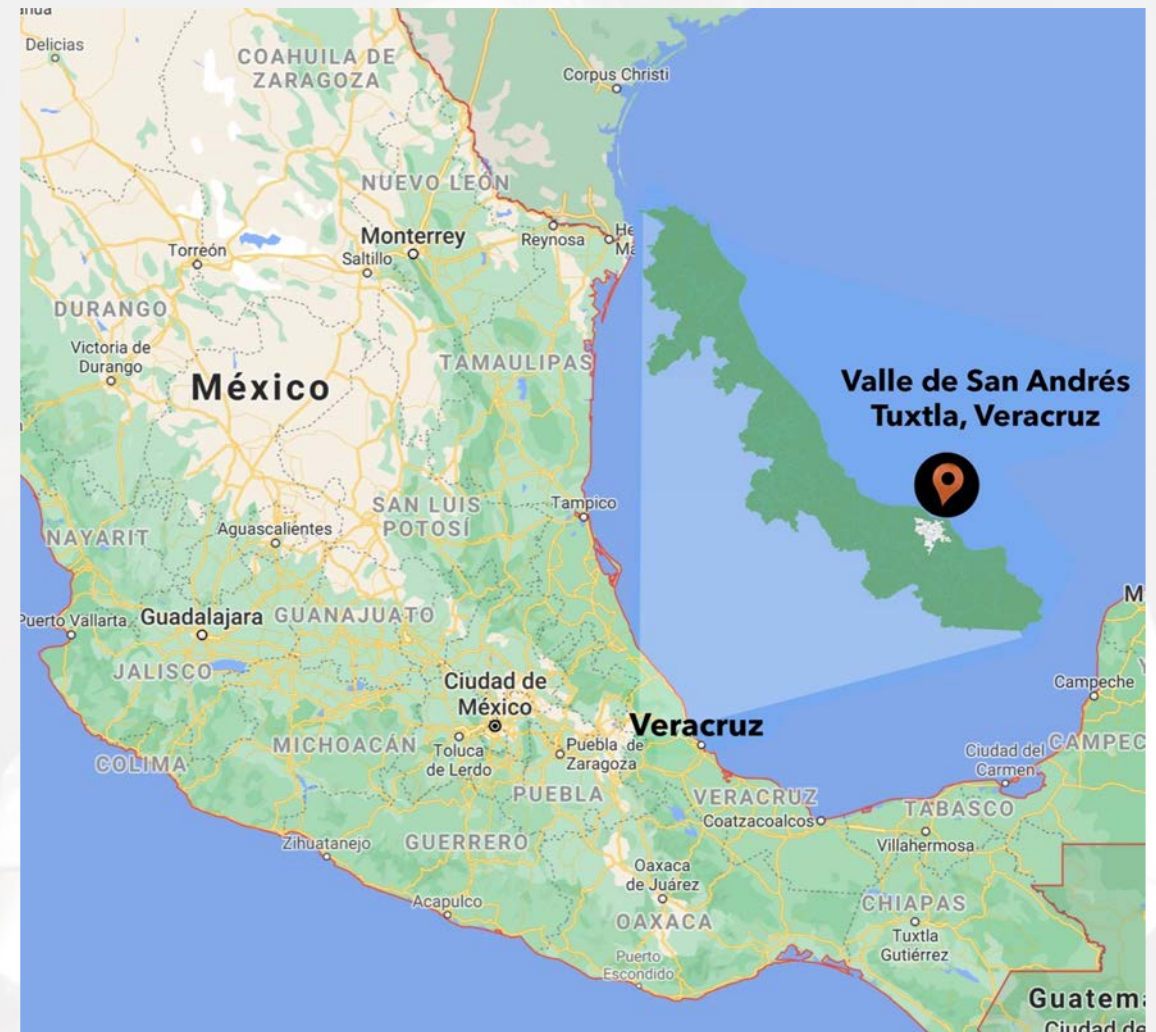 Delicias
COAHUILA DE
ZARAGOZA
Corpus Christi
NUEVO LEÓN
Monterrey
Reynosa
Torreón
Saltillo
DURANGO
Victoria de
Durango
TAMAULIPAS
México
Valle de San Andrés
Tuxtla, Veracruz
SAN LUIS
POTOSÍ
Tampico
NAYARIT
Aguascalientes
Puerto Vallarta
Guadalajara
GUANAJUATO
JALISCO
Ciudad de
México
Campeche
Veracruz
MICHOACÁN
Toluca
de Lerdo
Puebla de
Zaragoza
Ciudad del
Carmen
CAMPEC
COLIMA
PUEBLA
VERACRUZ
Coatzacoalcos
TABASCO
Villahermosa
Zihuatanejo
GUERRERO
Oaxaca
de Juárez
Acapulco
OAXACA
CHIAPAS
Tuxtla
Gutiérrez
Puerto
Escondido
Guatem
Ciudad de